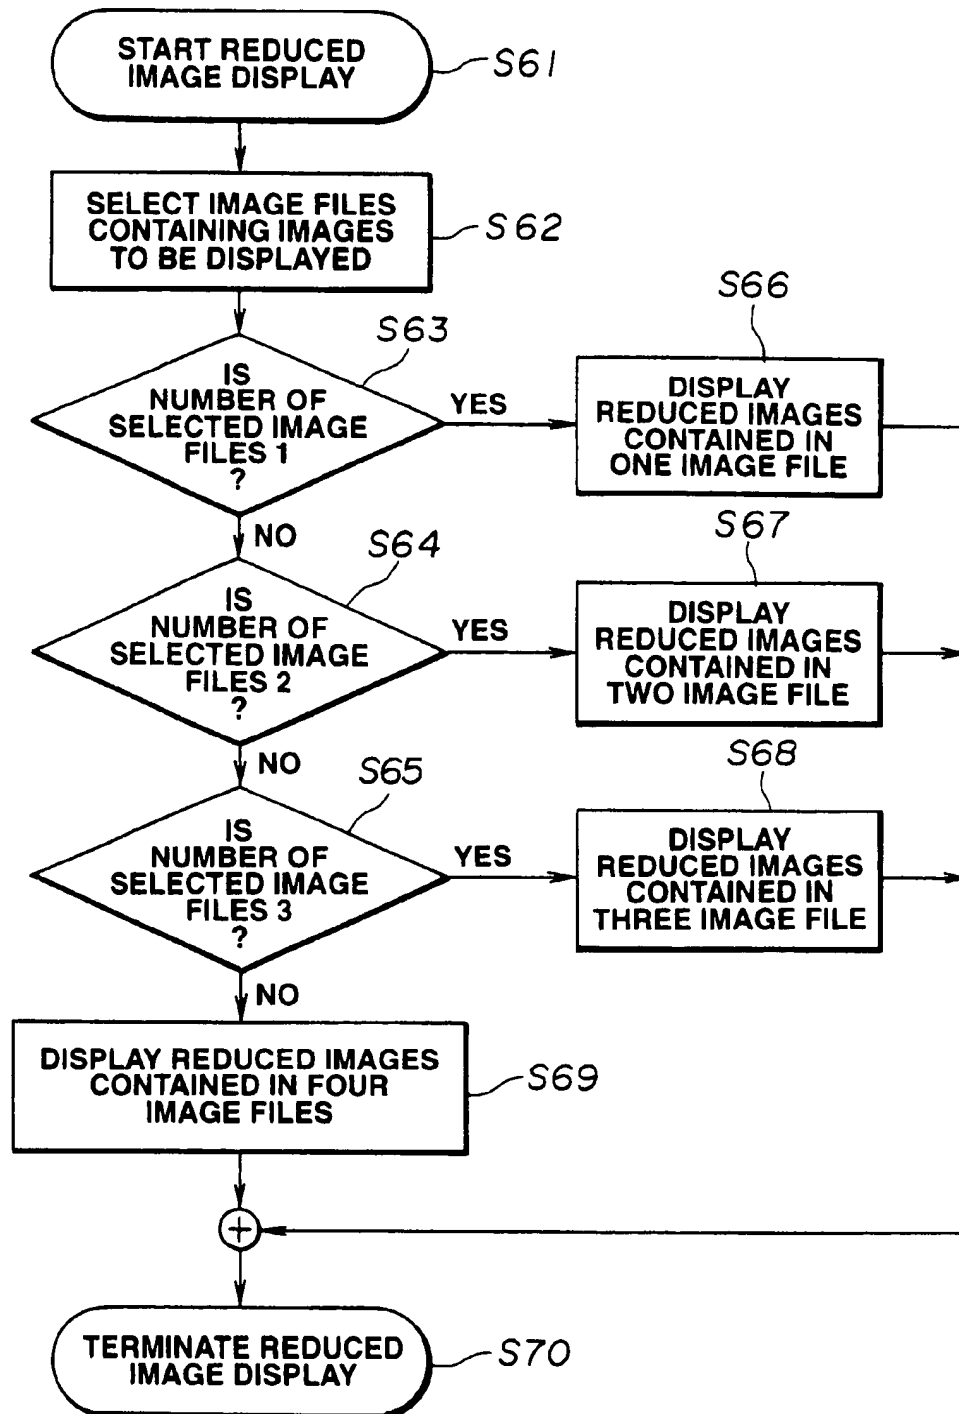 START REDUCED
IMAGE DISPLAY
S61
SELECT IMAGE FILES
CONTAINING IMAGES
TO BE DISPLAYED
S62
IS
NUMBER OF
SELECTED IMAGE
FILES 1
?
S63
YES
NO
DISPLAY
REDUCED IMAGES
CONTAINED IN
ONE IMAGE FILE
S66
IS
NUMBER OF
SELECTED IMAGE
FILES 2
?
S64
YES
NO
DISPLAY
REDUCED IMAGES
CONTAINED IN
TWO IMAGE FILE
S67
IS
NUMBER OF
SELECTED IMAGE
FILES 3
?
S65
YES
NO
DISPLAY
REDUCED IMAGES
CONTAINED IN
THREE IMAGE FILE
S68
DISPLAY REDUCED IMAGES
CONTAINED IN FOUR
IMAGE FILES
S69
TERMINATE REDUCED
IMAGE DISPLAY
S70